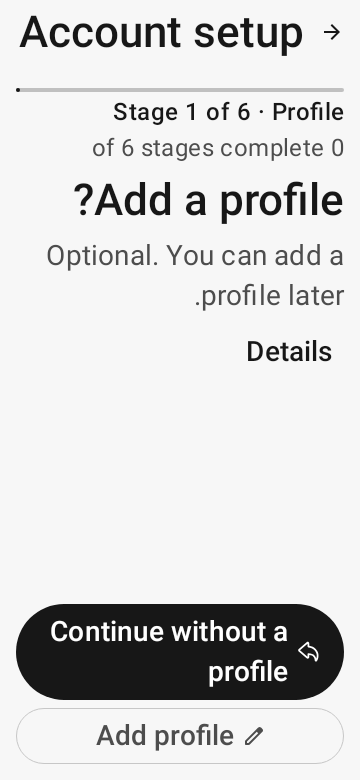 Account setup
Stage 1 of 6 · Profile
of 6 stages complete 0
?Add a profile
Optional. You can add a
.profile later
Details
Continue without a
profile
Add profile